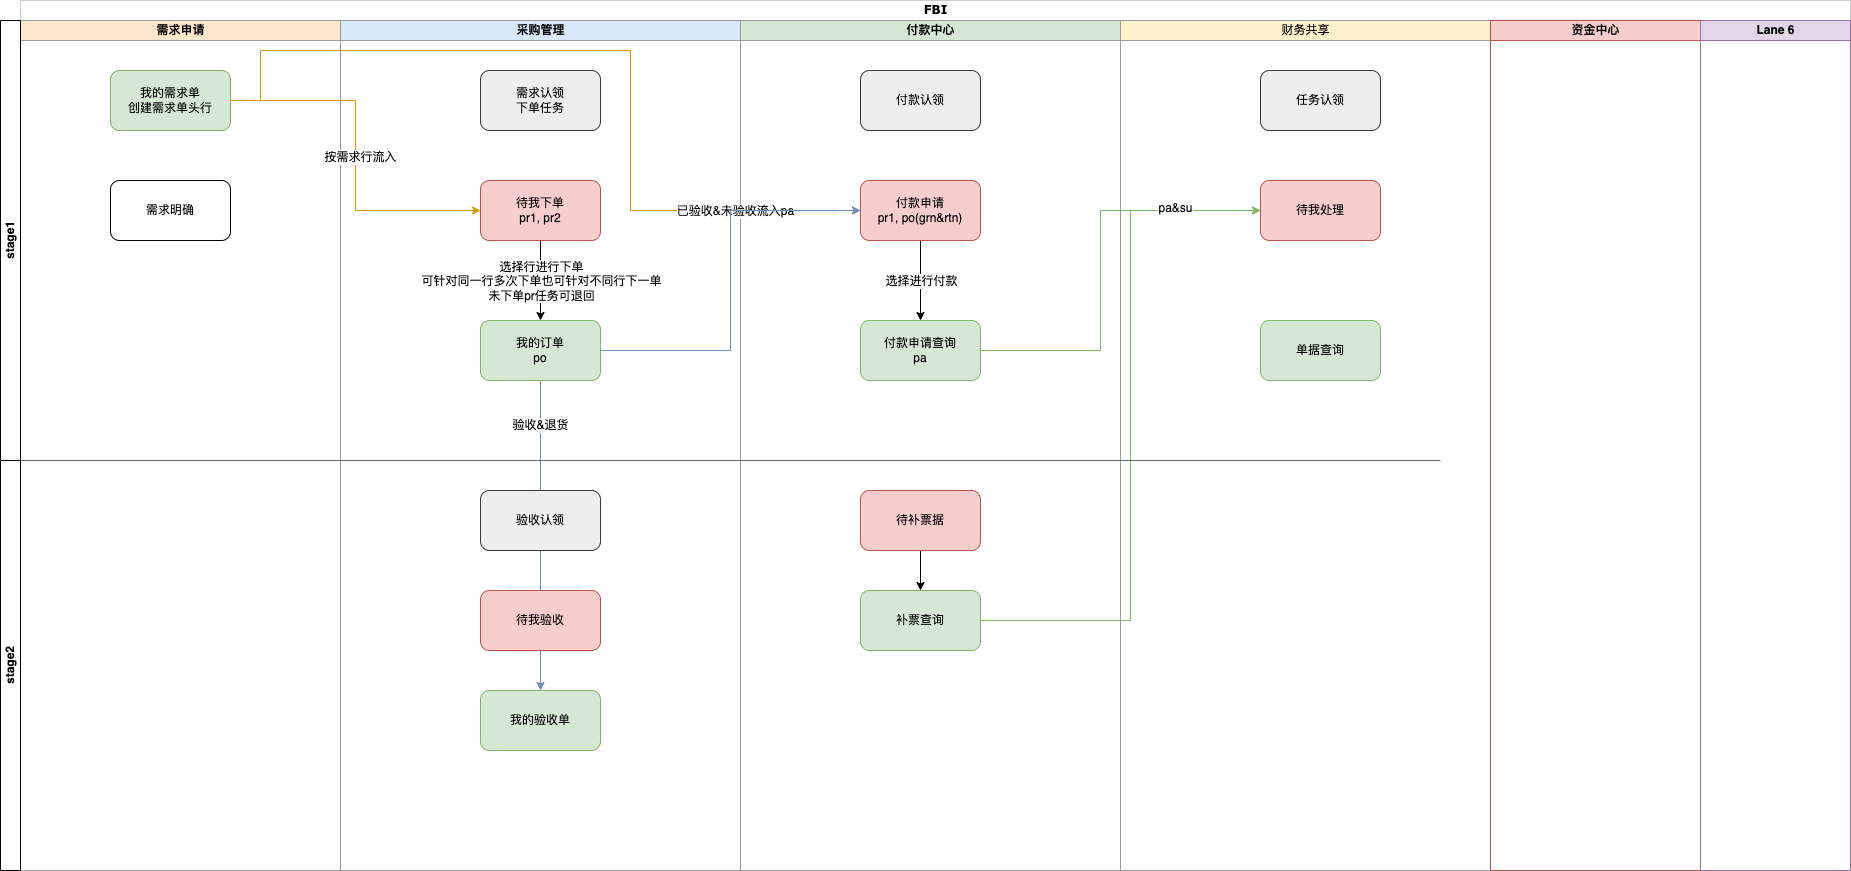 FBI
需求申请
采购管理
付款中心
财务共享
资金中心
Lane 6
stage1
我的需求单
创建需求单头行
需求认领
下单任务
付款认领
任务认领
按需求行流入
需求明确
待我下单
pr1, pr2
已验收&未验收流入pa
付款申请
pr1, po(grn&rtn)
pa&su
待我处理
选择行进行下单
可针对同一行多次下单也可针对不同行下一单
未下单pr任务可退回
选择进行付款
我的订单
po
付款申请查询
pa
单据查询
验收&退货
stage2
验收认领
待补票据
待我验收
补票查询
我的验收单